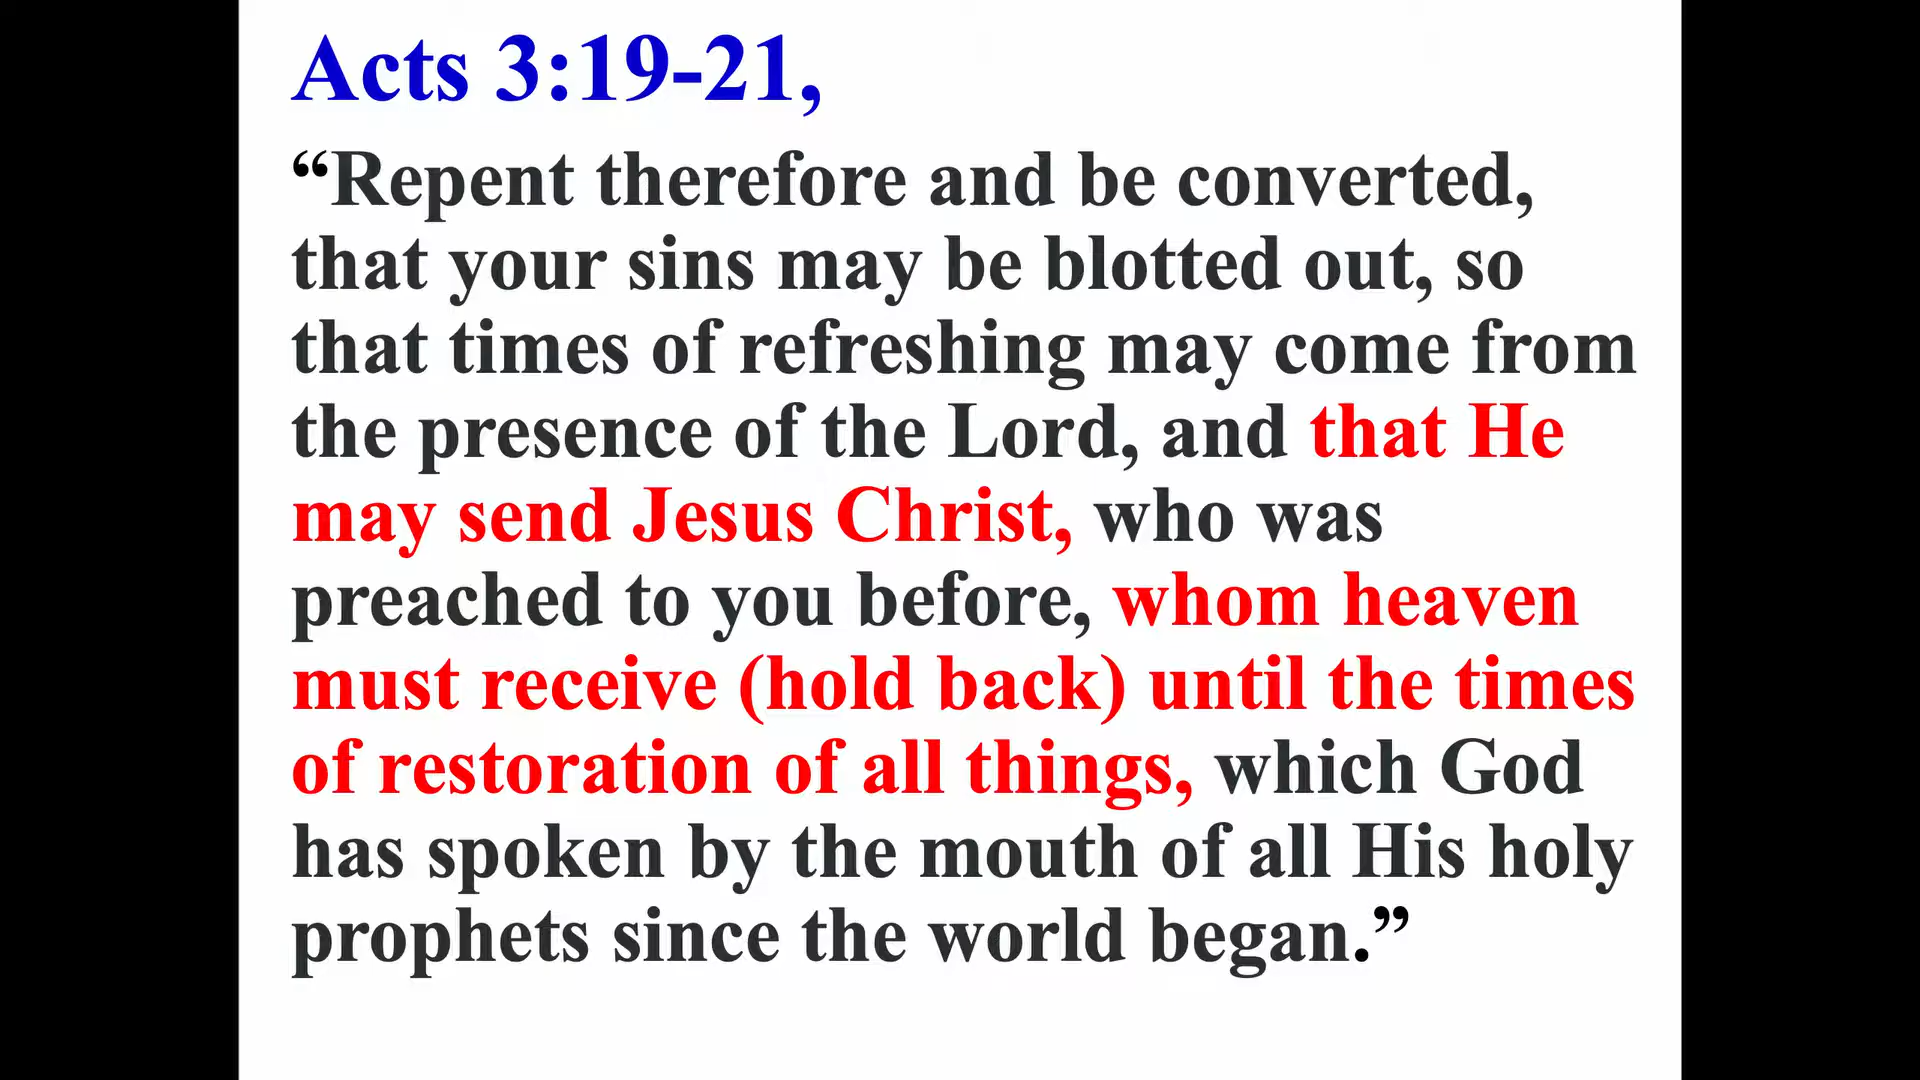 Acts 3:19-21,
“Repent therefore and be converted,
that your sins may be blotted out, so
that times of refreshing may come from
the presence of the Lord, and that He
may send Jesus Christ, who was
preached to you before, whom heaven
must receive (hold back) until the times
of restoration of all things, which God
has spoken by the mouth of all His holy
prophets since the world began.”